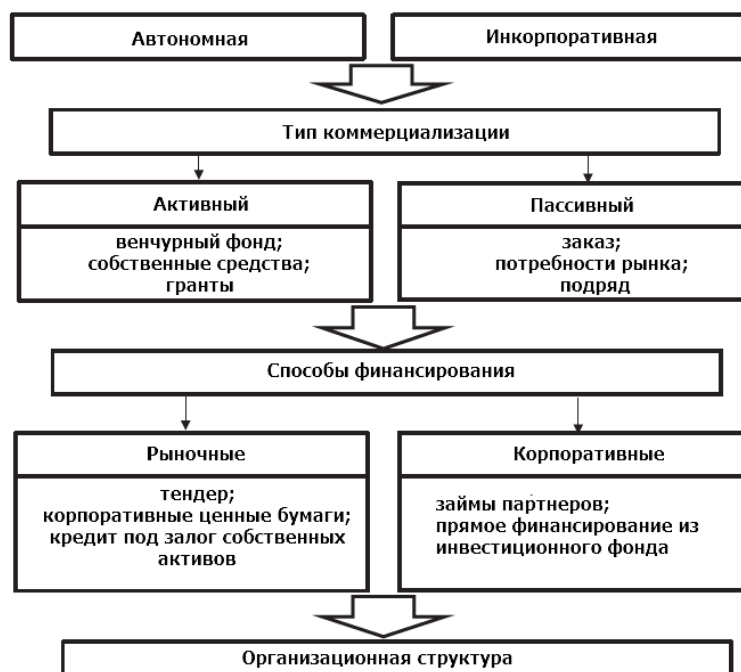 Автономная
Инкорпоративная
Тип коммерциализации
Активный
венчурный фонд;
собственные средства;
гранты
Пассивный
заказ;
потребности рынка;
подряд
Способы финансирования
Рыночные
тендер;
корпоративные ценные бумаги;
кредит под залог собственных
активов
Корпоративные
займы партнеров;
прямое финансирование из
инвестиционного фонда
Организационная структура